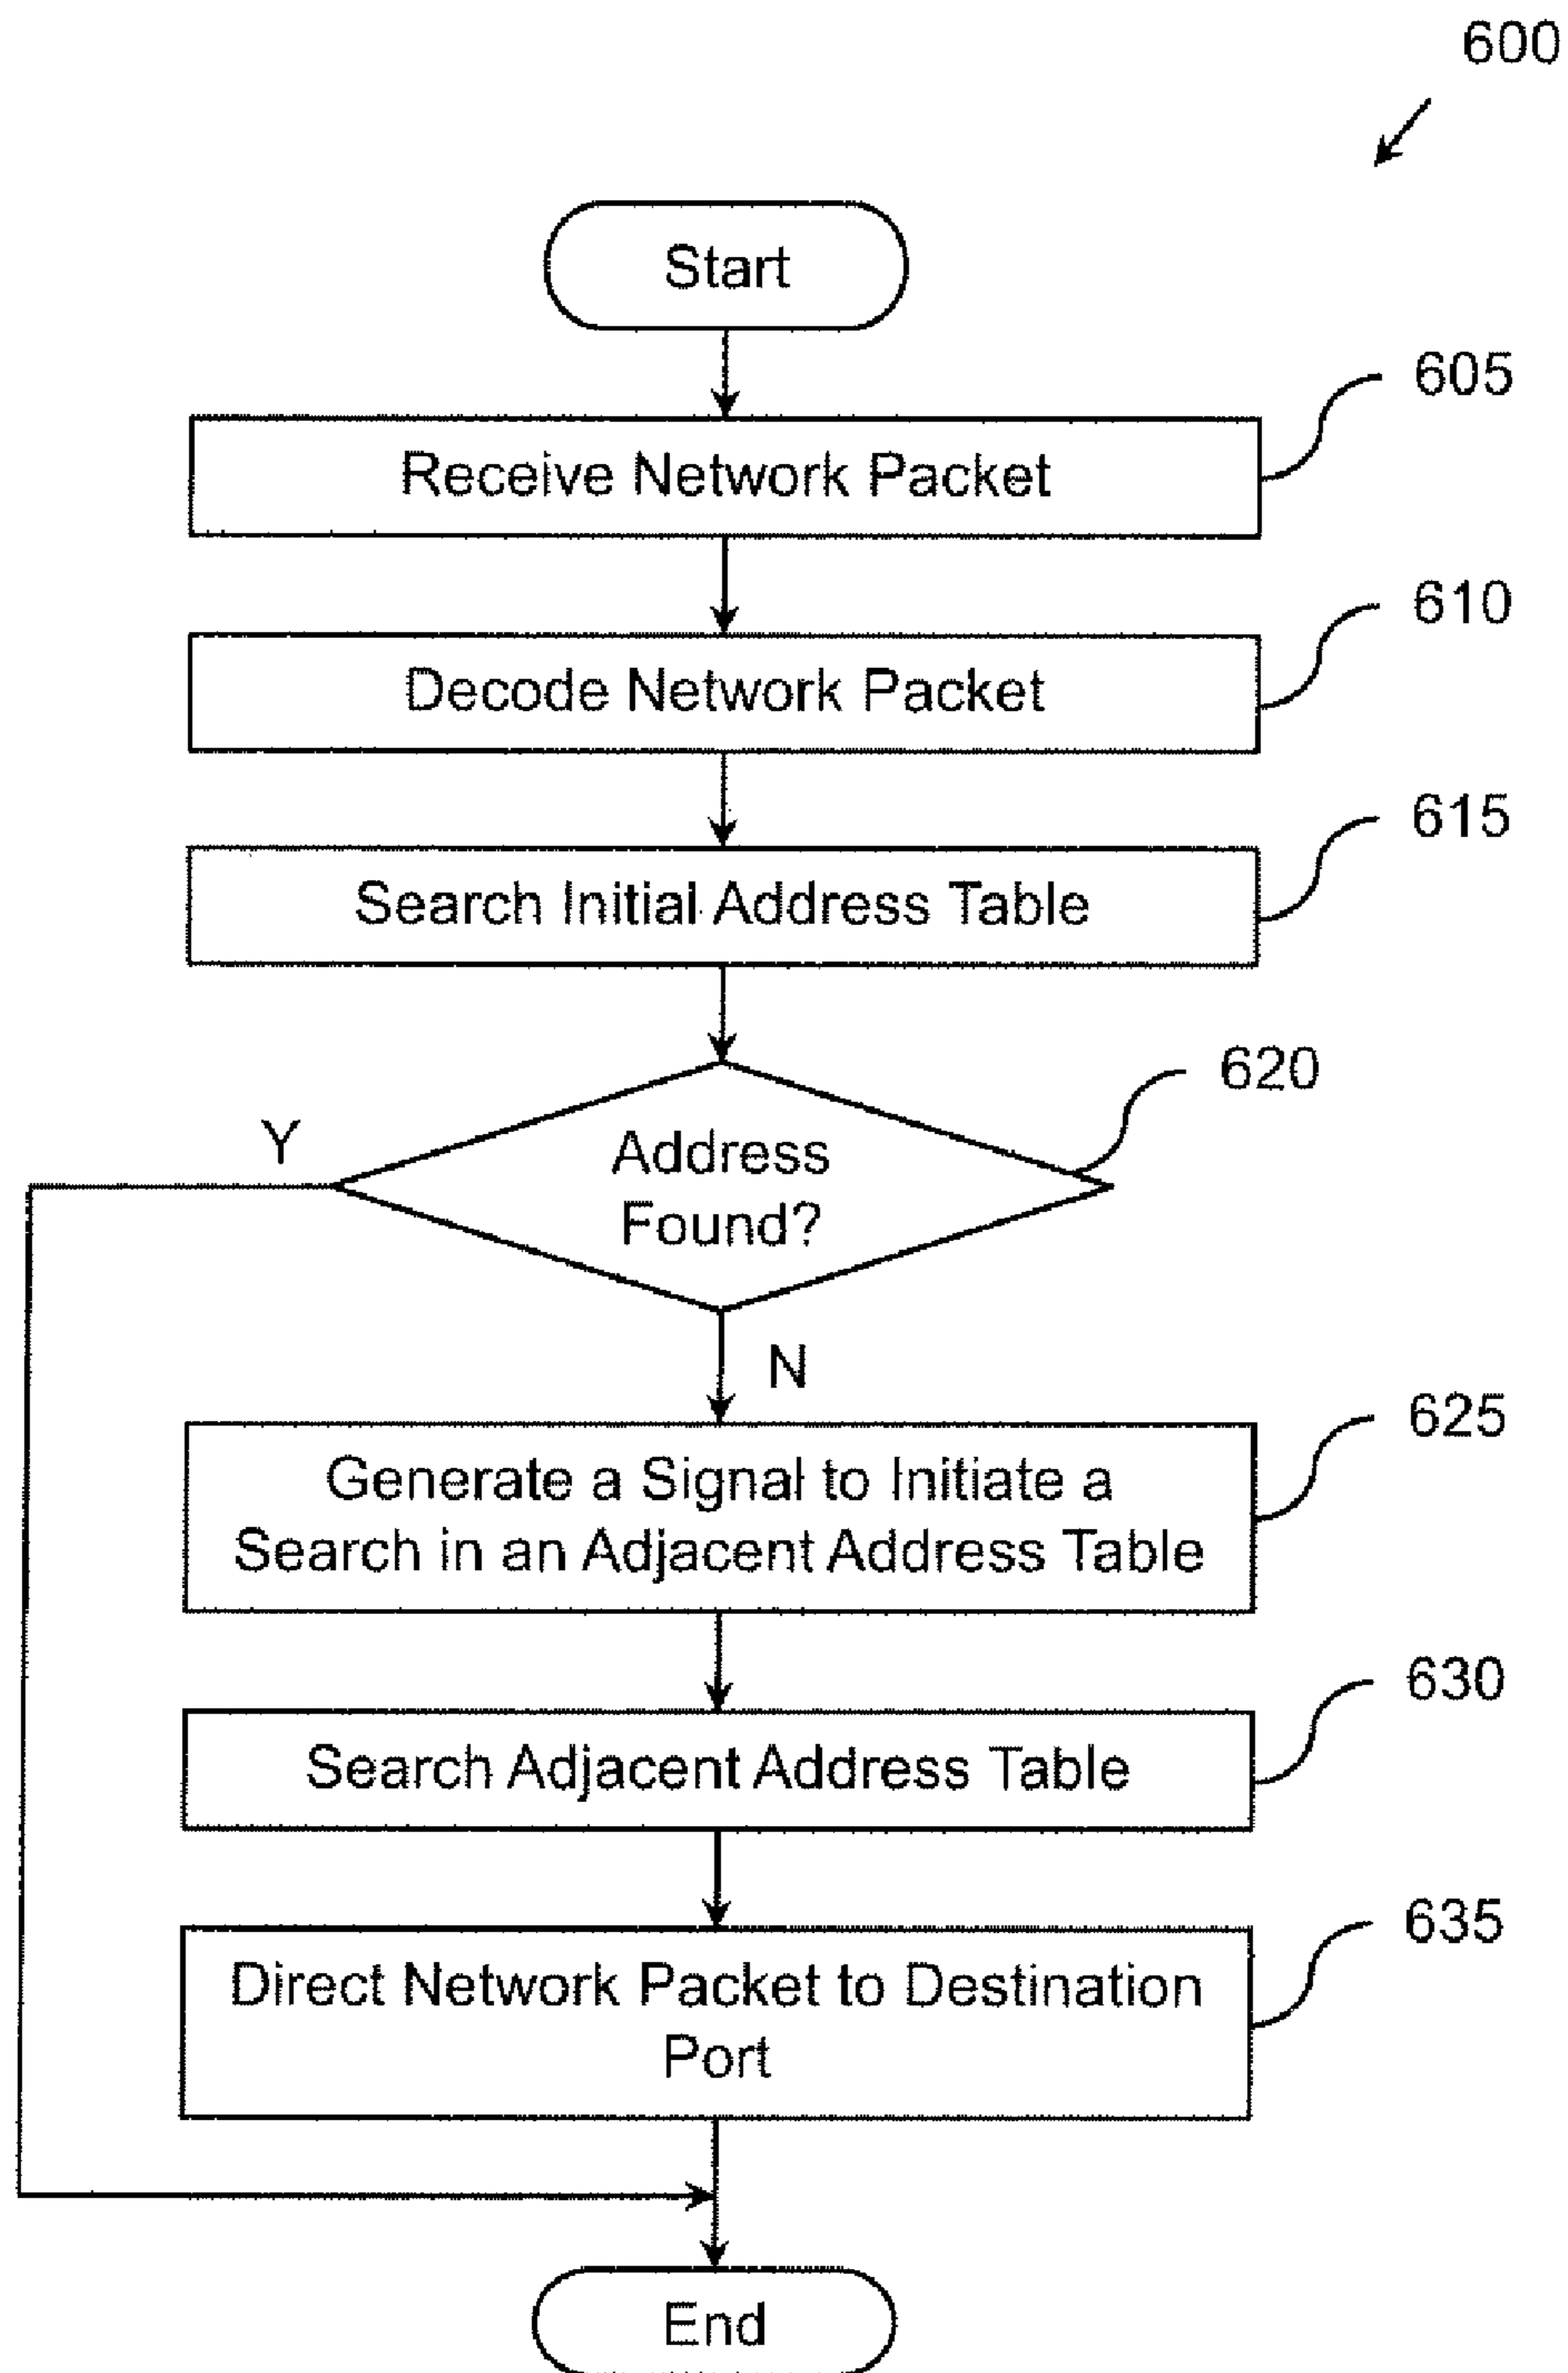 600
Start
605
Receive Network Packet
610
Decode Network Packet
615
Search Initial Address Table
620
Y
Address
Found?
N
625
Generate a Signal to Initiate a
Search in an Adjacent Address Table
630
Search Adjacent Address Table
635
Direct Network Packet to Destination
Port
End